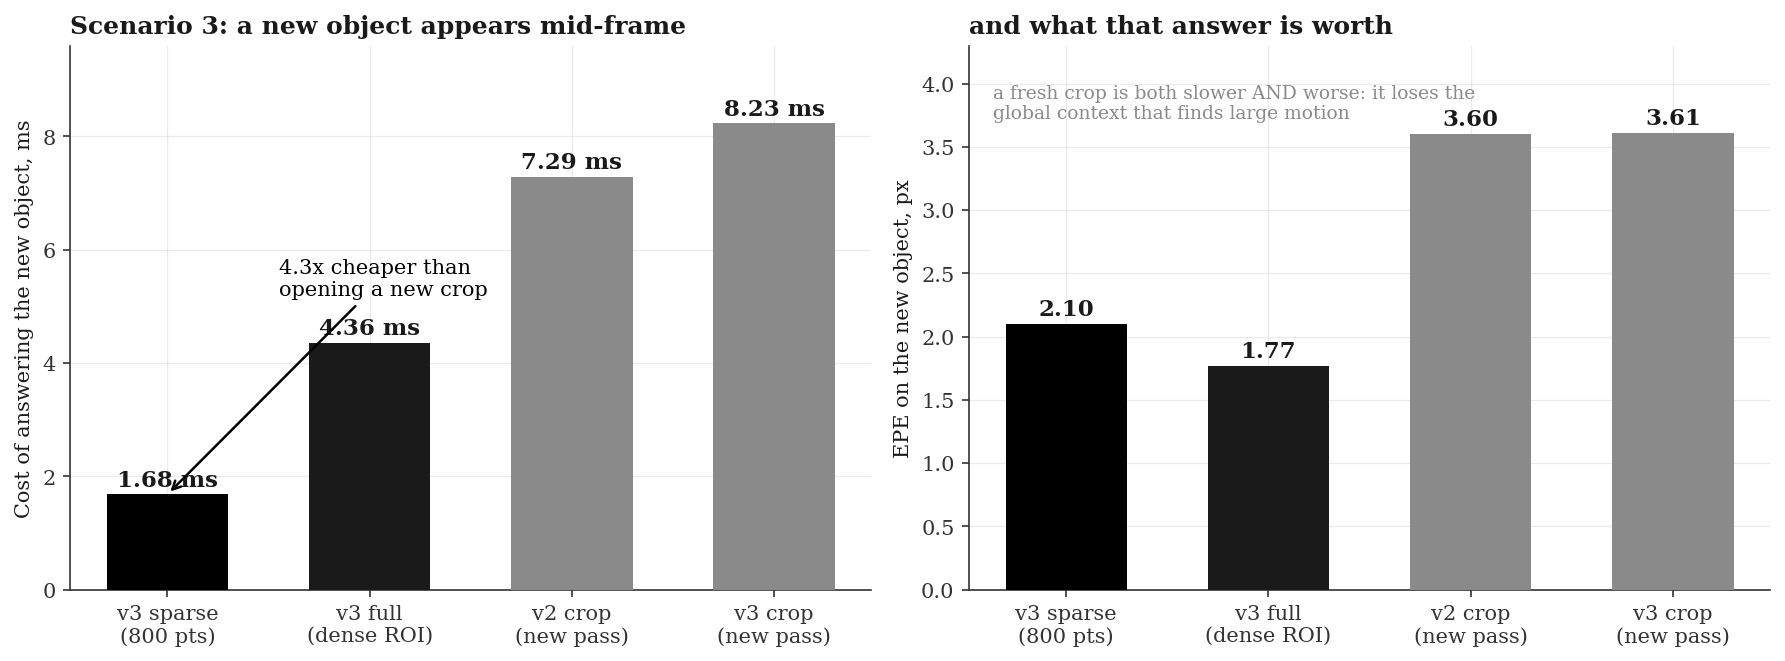 Scenario 3: a new object appears mid-frame
Cost of answering the new object, ms
8
6
4
2
0
8.23 ms
7.29 ms
4.3x cheaper than
opening a new crop
4.36 ms
1.68 ms
v3 sparse
(800 pts)
v3 full
(dense ROI)
v2 crop
(new pass)
v3 crop
(new pass)
and what that answer is worth
EPE on the new object, px
4.0
3.5
3.0
2.5
2.0
1.5
1.0
0.5
0.0
a fresh crop is both slower AND worse: it loses the
global context that finds large motion
3.60
3.61
2.10
1.77
v3 sparse
(800 pts)
v3 full
(dense ROI)
v2 crop
(new pass)
v3 crop
(new pass)